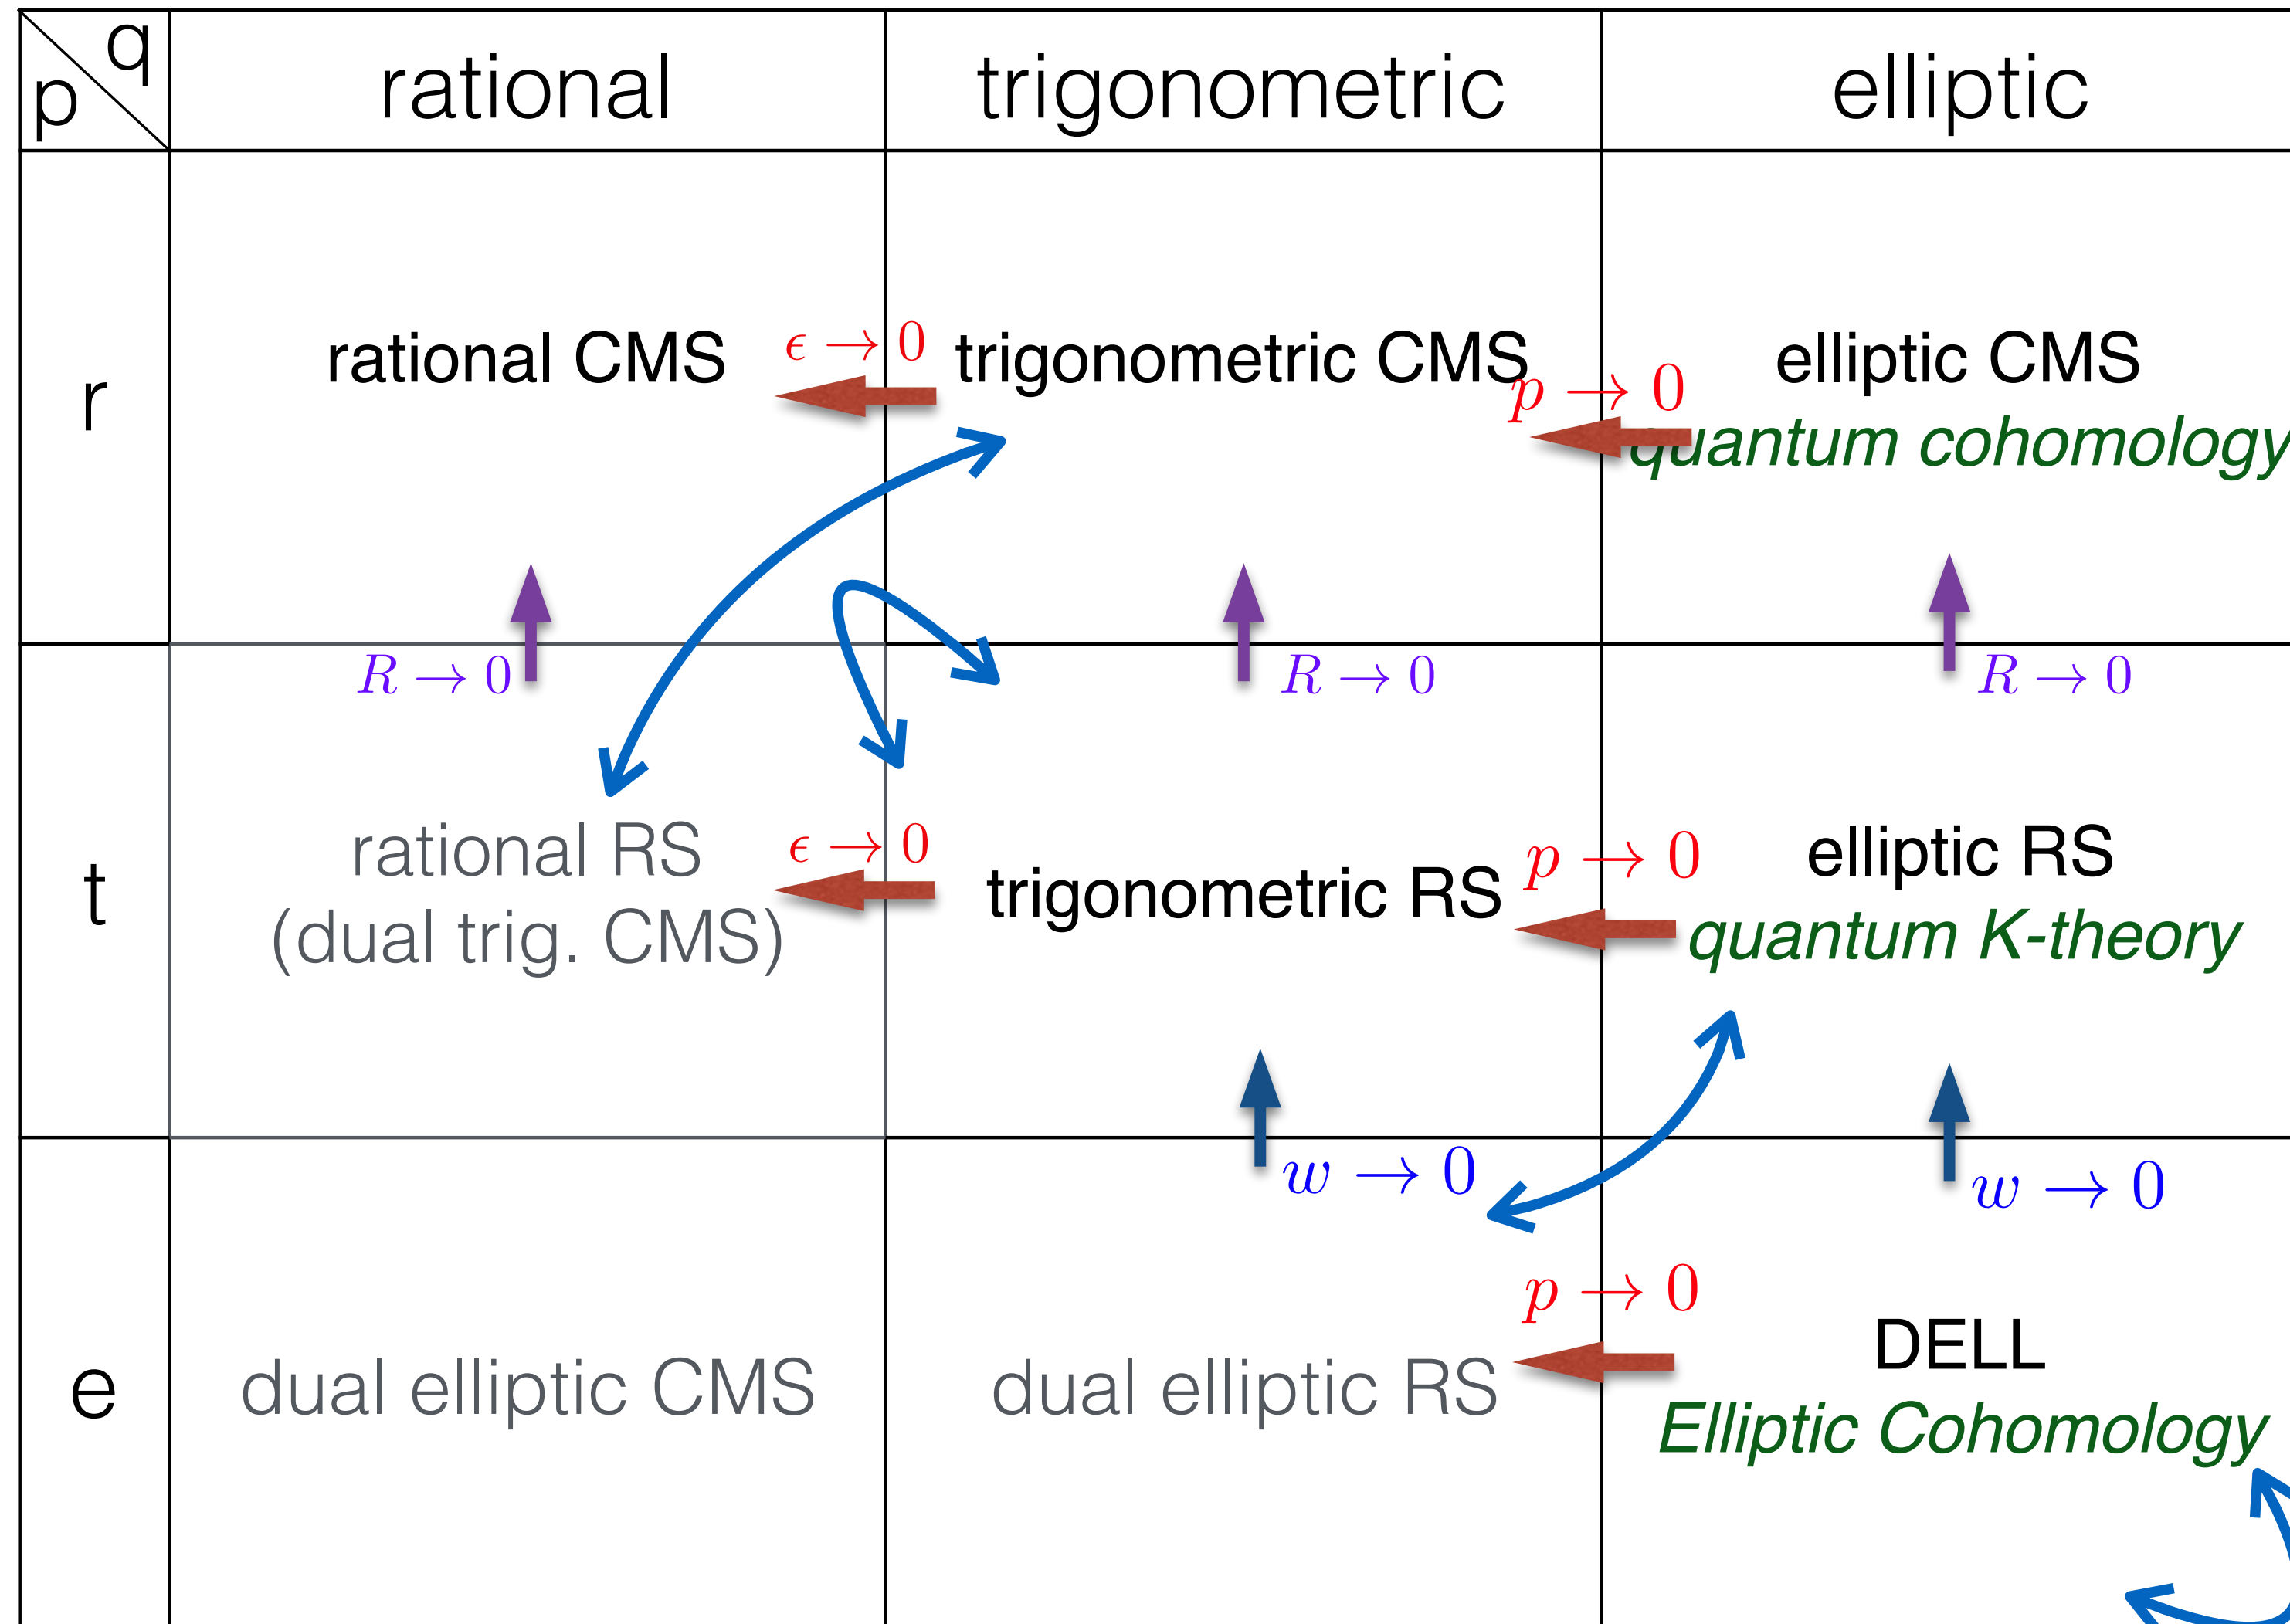 q
p
rational
trigonometric
elliptic
r
rational CMS
ϵ → 0
trigonometric CMS
p → 0
elliptic CMS
quantum cohomology
R → 0
R → 0
R → 0
t
rational RS
(dual trig. CMS)
ϵ → 0
trigonometric RS
p → 0
elliptic RS
quantum K-theory
w → 0
w → 0
e
dual elliptic CMS
dual elliptic RS
p → 0
DELL
Elliptic Cohomology